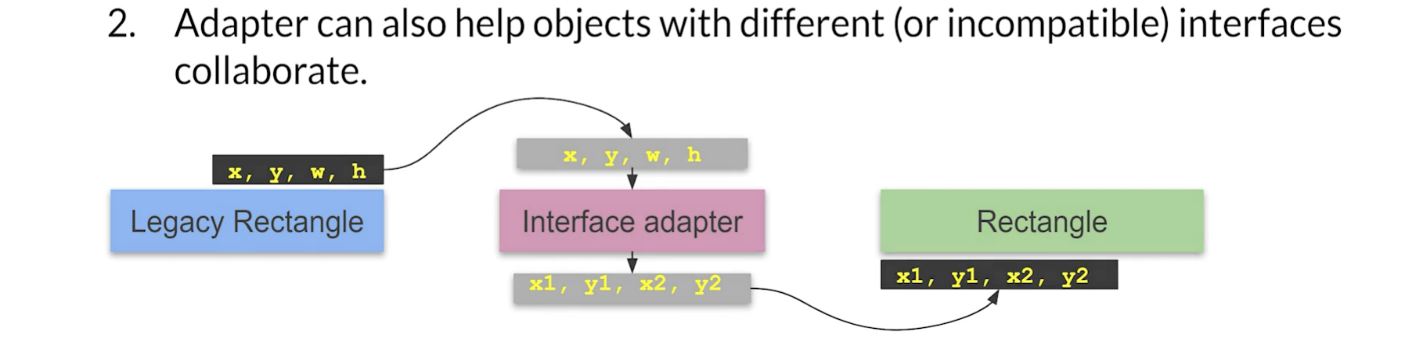 2. Adapter can also help objects with different (or incompatible) interfaces
collaborate.
x, y, w, h
Legacy Rectangle
x, y, w, h
Interface adapter
x1, y1, x2, y2
Rectangle
x1, y1, x2, y2